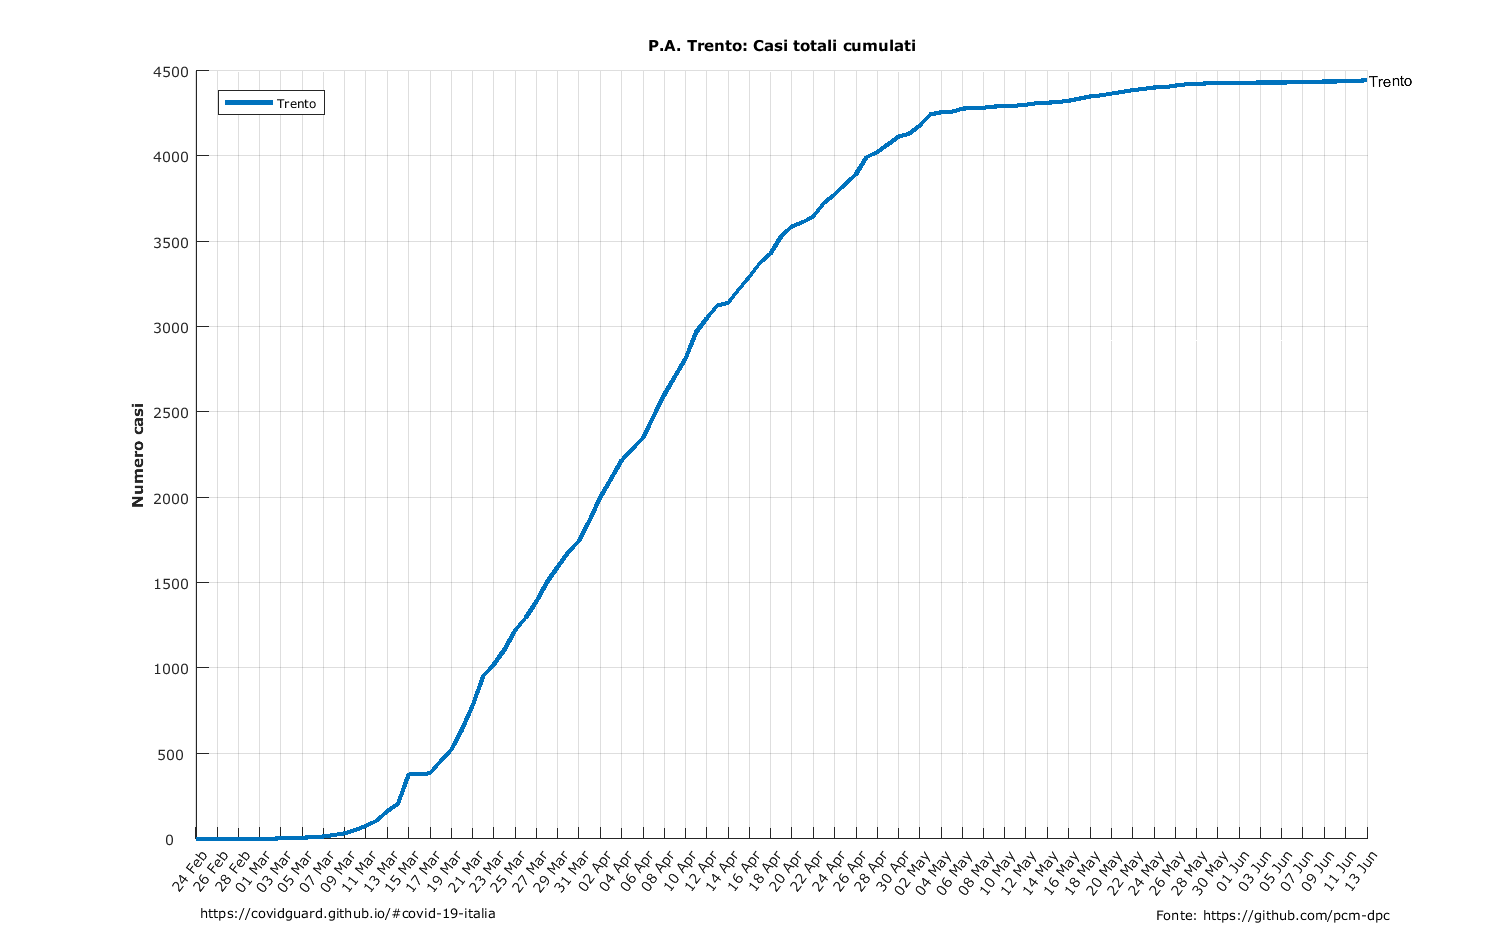 P.A. Trento: Casi totali cumulati
4500
4000
3500
3000
2500
2000
1500
1000
500
0
Numero casi
Trento
Trento
24 Feb
26 Feb
28 Feb
01 Mar
03 Mar
05 Mar
07 Mar
09 Mar
11 Mar
13 Mar
15 Mar
17 Mar
19 Mar
21 Mar
23 Mar
25 Mar
27 Mar
29 Mar
31 Mar
02 Apr
04 Apr
06 Apr
08 Apr
10 Apr
12 Apr
14 Apr
16 Apr
18 Apr
20 Apr
22 Apr
24 Apr
26 Apr
28 Apr
30 Apr
02 May
04 May
06 May
08 May
10 May
12 May
14 May
16 May
18 May
20 May
22 May
24 May
26 May
28 May
30 May
01 Jun
03 Jun
05 Jun
07 Jun
09 Jun
11 Jun
13 Jun
https://covidguard.github.io/#covid-19-italia
Fonte: https://github.com/pcm-dpc